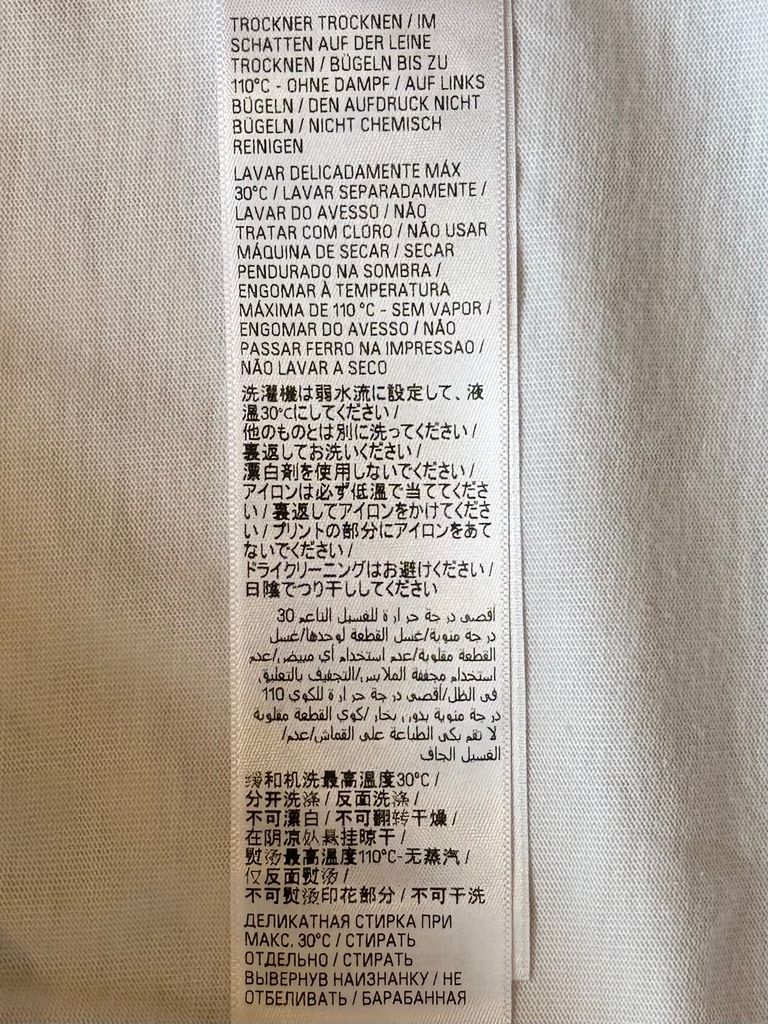 TROCKNER TROCKNEN / IM
SCHATTEN AUF DER LEINE
TROCKNEN / BÜGELN BIS ZU
110°C - OHNE DAMPF / AUF LINKS
BÜGELN / DEN AUFDRUCK NICHT
BÜGELN / NICHT CHEMISCH
REINIGEN
LAVAR DELICADAMENTE MÁX
30°C / LAVAR SEPARADAMENTE /
LAVAR DO AVESSO / NÃO
TRATAR COM CLORO / NÃO USAR
MÁQUINA DE SECAR / SECAR
PENDURADO NA SOMBRA /
ENGOMAR À TEMPERATURA
MÁXIMA DE 110 °C - SEM VAPOR /
ENGOMAR DO AVESSO / NÃO
PASSAR FERRO NA IMPRESSAO /
NÃO LAVAR A SECO
洗濯機は弱水流に設定して、液
温30°Cにしてください /
他のものとは別に洗ってください /
裏返してお洗いください /
漂白剤を使用しないでください /
アイロンは必ず低温で当ててくださ
い / 裏返してアイロンをかけてくださ
い / プリントの部分にアイロンをあて
ないでください /
ドライクリーニングはお避けください /
日陰でつり干ししてください
اقصى درجة حرارة للغسيل الناعم 30
درجة مئوية/غسل القطعة لوحدها/غسل
القطعة مقلوبة/عدم استخدام أي مبيض/عدم
استخدام مجففة الملابس/التجفيف بالتعليق
في الظل/أقصى درجة حرارة للكوي 110
درجة مئوية بدون بخار/كوي القطعة مقلوبة
لا تقم بكي الطباعة على القماش/عدم/
الغسيل الجاف
缓和机洗最高温度30°C /
分开洗涤 / 反面洗涤 /
不可漂白 / 不可翻转干燥 /
在阴凉处悬挂晾干 /
熨烫最高温度110°C-无蒸汽 /
仅反面熨烫 /
不可熨烫印花部分 / 不可干洗
ДЕЛИКАТНАЯ СТИРКА ПРИ
МАКС. 30°C / СТИРАТЬ
ОТДЕЛЬНО / СТИРАТЬ
ВЫВЕРНУВ НАИЗНАНКУ / НЕ
ОТБЕЛИВАТЬ / БАРАБАННАЯ